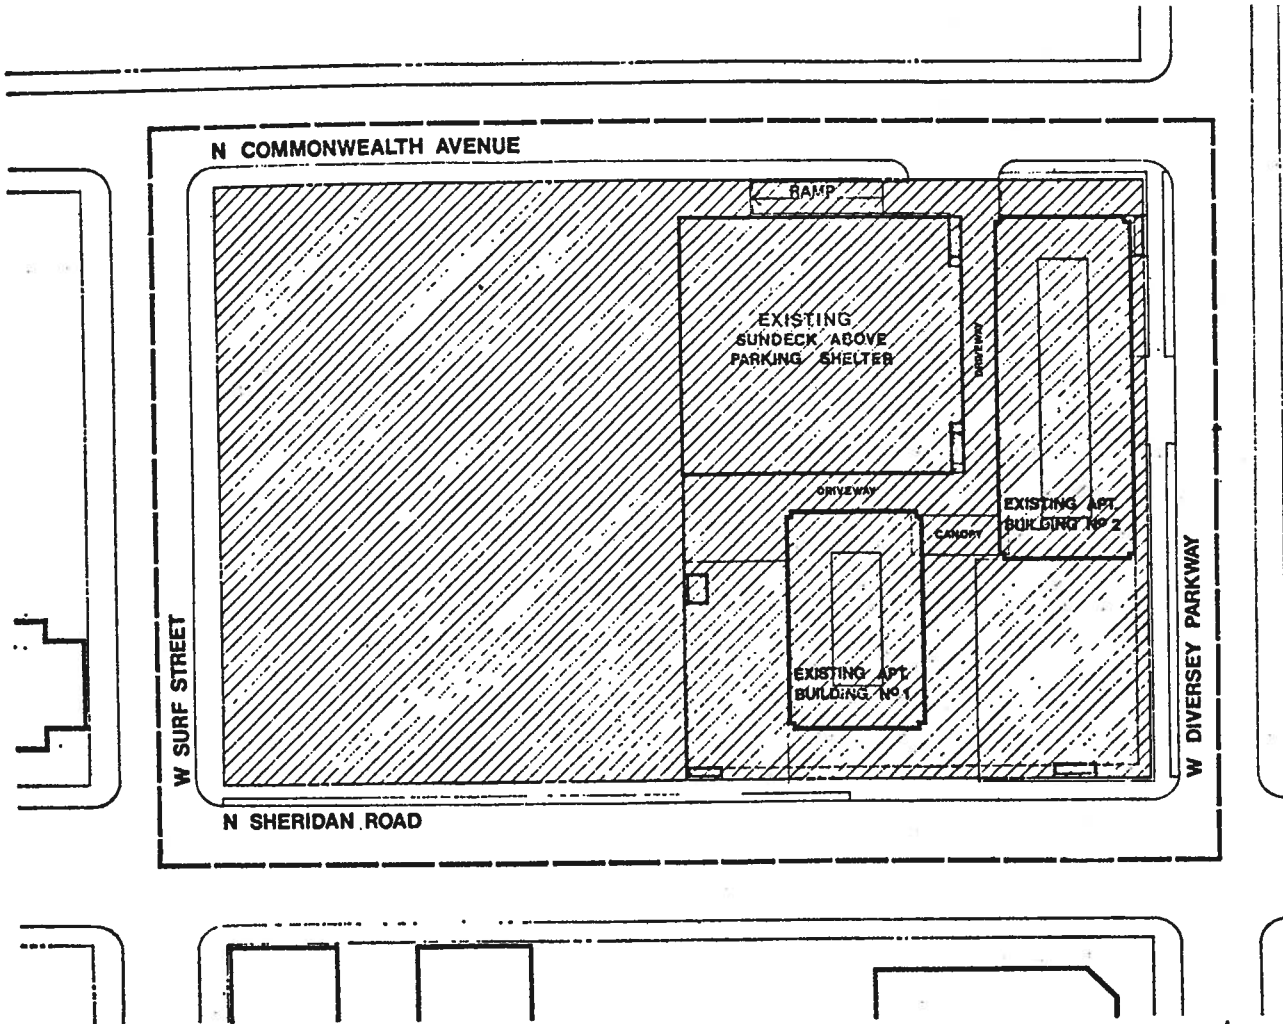 N COMMONWEALTH AVENUE
RAMP
EXISTING
SUNDECK ABOVE
PARKING SHELTER
DRIVEWAY
DRIVEWAY
EXISTING APT.
BUILDING Nº 2
CANOPY
EXISTING APT.
BUILDING Nº 1
W SURF STREET
W DIVERSEY PARKWAY
N SHERIDAN ROAD